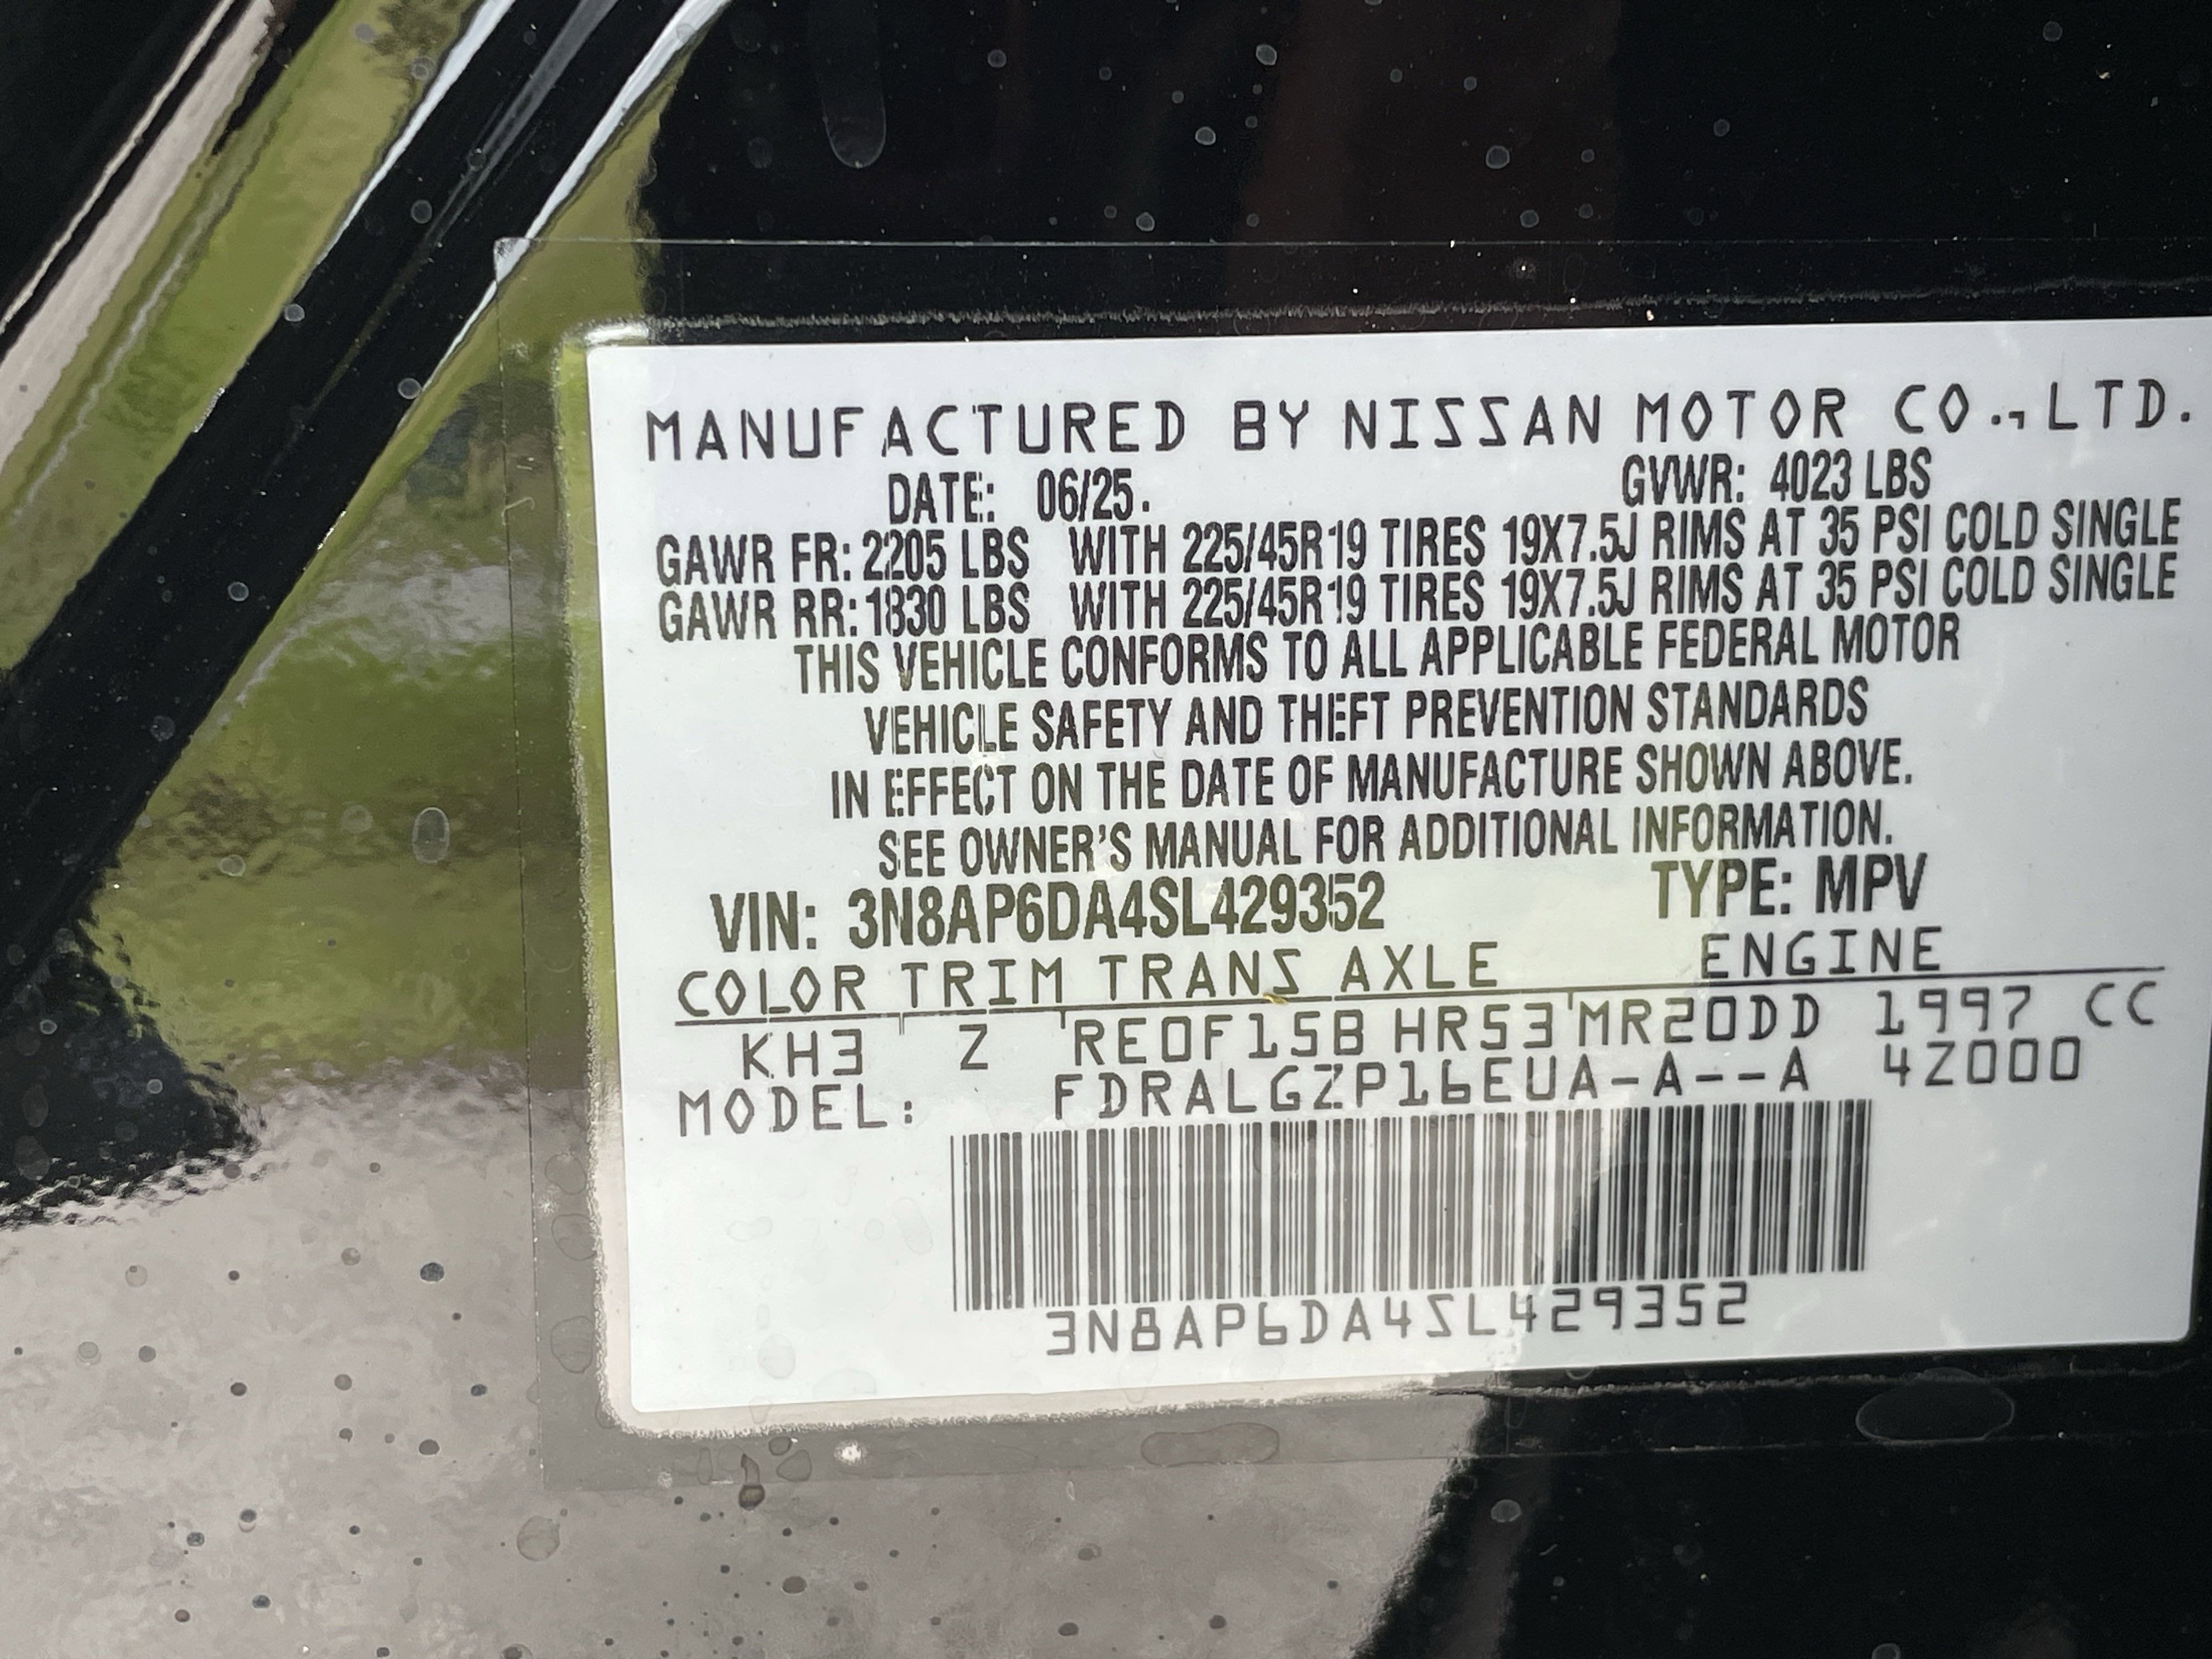 MANUFACTURED BY NISSAN MOTOR CO.,LTD.
DATE: 06/25. GVWR: 4023 LBS
GAWR FR: 2205 LBS WITH 225/45R19 TIRES 19X7.5J RIMS AT 35 PSI COLD SINGLE
GAWR RR: 1830 LBS WITH 225/45R19 TIRES 19X7.5J RIMS AT 35 PSI COLD SINGLE
THIS VEHICLE CONFORMS TO ALL APPLICABLE FEDERAL MOTOR
VEHICLE SAFETY AND THEFT PREVENTION STANDARDS
IN EFFECT ON THE DATE OF MANUFACTURE SHOWN ABOVE.
SEE OWNER'S MANUAL FOR ADDITIONAL INFORMATION.
VIN: 3N8AP6DA4SL429352 TYPE: MPV
COLOR TRIM TRANS AXLE ENGINE
KH3 Z RE0F15B HR53 MR20DD 1997 CC
MODEL: FDRALGZP16EUA-A--A 4Z000
3N8AP6DA4SL429352